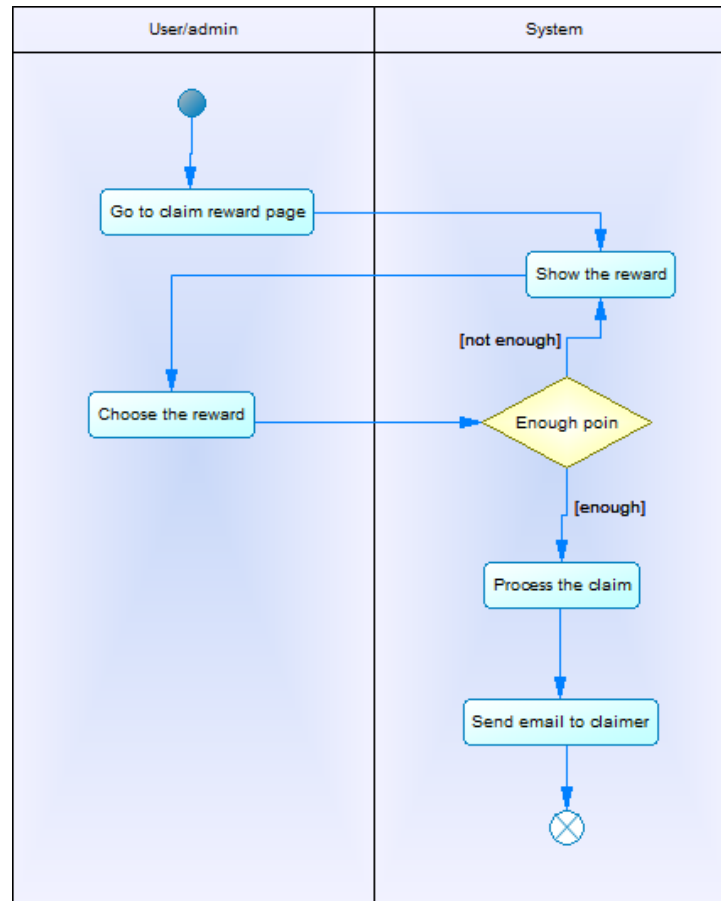 User/admin
System
Go to claim reward page
Show the reward
[not enough]
Choose the reward
Enough poin
[enough]
Process the claim
Send email to claimer